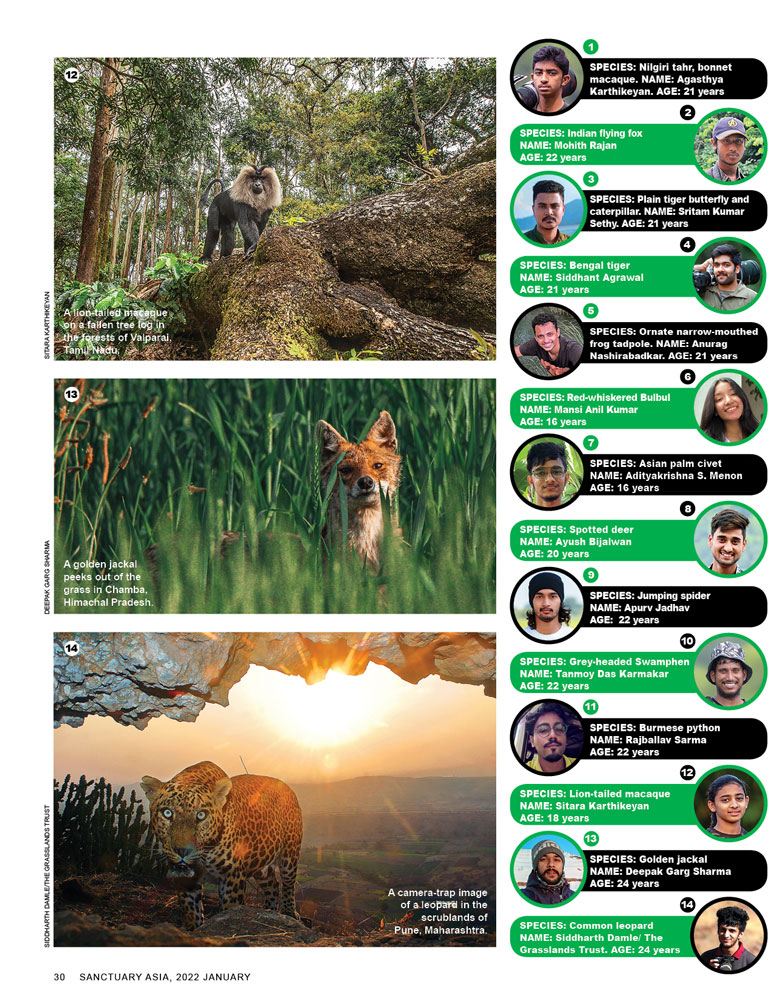 12
SITARA KARTHIKEYAN
A lion-tailed macaque
on a fallen tree log in
the forests of Valparai,
Tamil Nadu.
13
DEEPAK GARG SHARMA
A golden jackal
peeks out of the
grass in Chamba,
Himachal Pradesh.
14
SIDDHARTH DAMLE/THE GRASSLANDS TRUST
A camera-trap image
of a leopard in the
scrublands of
Pune, Maharashtra.
1
SPECIES: Nilgiri tahr, bonnet
macaque. NAME: Agasthya
Karthikeyan. AGE: 21 years
2
SPECIES: Indian flying fox
NAME: Mohith Rajan
AGE: 22 years
3
SPECIES: Plain tiger butterfly and
caterpillar. NAME: Sritam Kumar
Sethy. AGE: 21 years
4
SPECIES: Bengal tiger
NAME: Siddhant Agrawal
AGE: 21 years
5
SPECIES: Ornate narrow-mouthed
frog tadpole. NAME: Anurag
Nashirabadkar. AGE: 21 years
6
SPECIES: Red-whiskered Bulbul
NAME: Mansi Anil Kumar
AGE: 16 years
7
SPECIES: Asian palm civet
NAME: Adityakrishna S. Menon
AGE: 16 years
8
SPECIES: Spotted deer
NAME: Ayush Bijalwan
AGE: 20 years
9
SPECIES: Jumping spider
NAME: Apurv Jadhav
AGE: 22 years
10
SPECIES: Grey-headed Swamphen
NAME: Tanmoy Das Karmakar
AGE: 22 years
11
SPECIES: Burmese python
NAME: Rajballav Sarma
AGE: 22 years
12
SPECIES: Lion-tailed macaque
NAME: Sitara Karthikeyan
AGE: 18 years
13
SPECIES: Golden jackal
NAME: Deepak Garg Sharma
AGE: 24 years
14
SPECIES: Common leopard
NAME: Siddharth Damle/ The
Grasslands Trust. AGE: 24 years
30 SANCTUARY ASIA, 2022 JANUARY